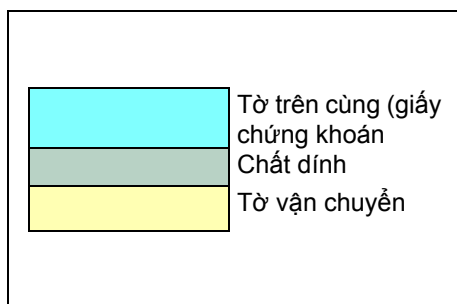 Tờ trên cùng (giấy
chứng khoán
Chất dính
Tờ vận chuyển